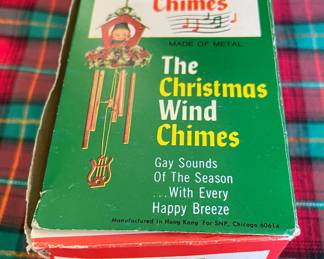 Chimes
MADE OF METAL
The
Christmas
Wind
Chimes
Gay Sounds
Of The Season
...With Every
Happy Breeze
Manufactured in Hong Kong for SNP, Chicago 60614